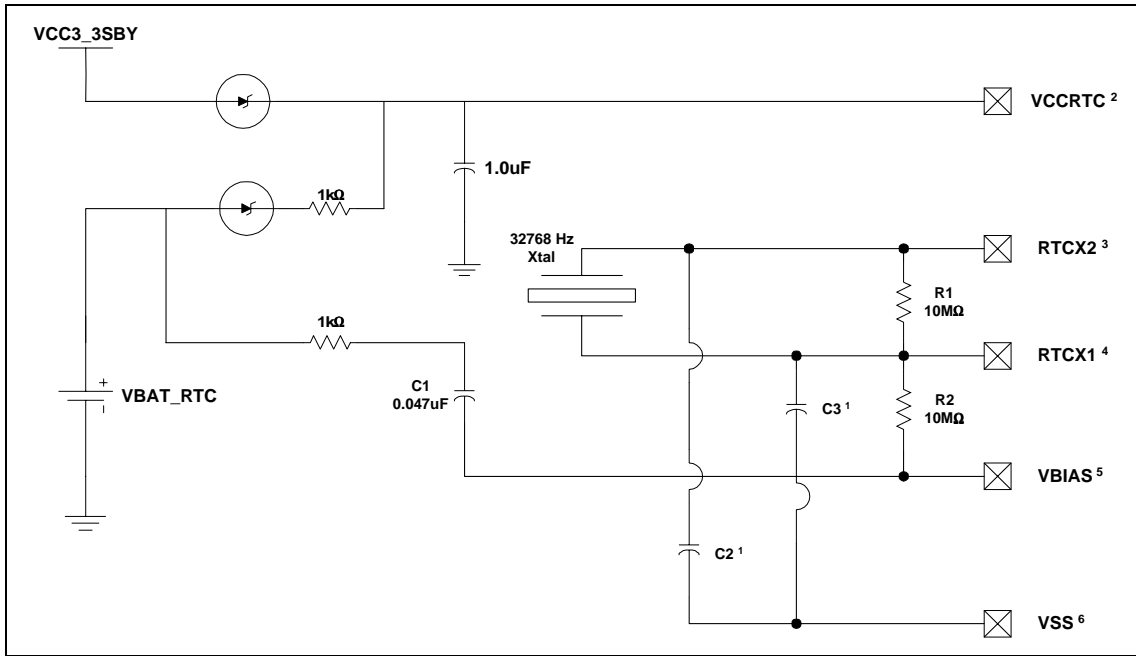 VCC3_3SBY
VCCRTC 2
1.0uF
1kΩ
32768 Hz
Xtal
RTCX2 3
R1
10MΩ
1kΩ
RTCX1 4
+
VBAT_RTC
-
C1
0.047uF
C3 1
R2
10MΩ
VBIAS 5
C2 1
VSS 6